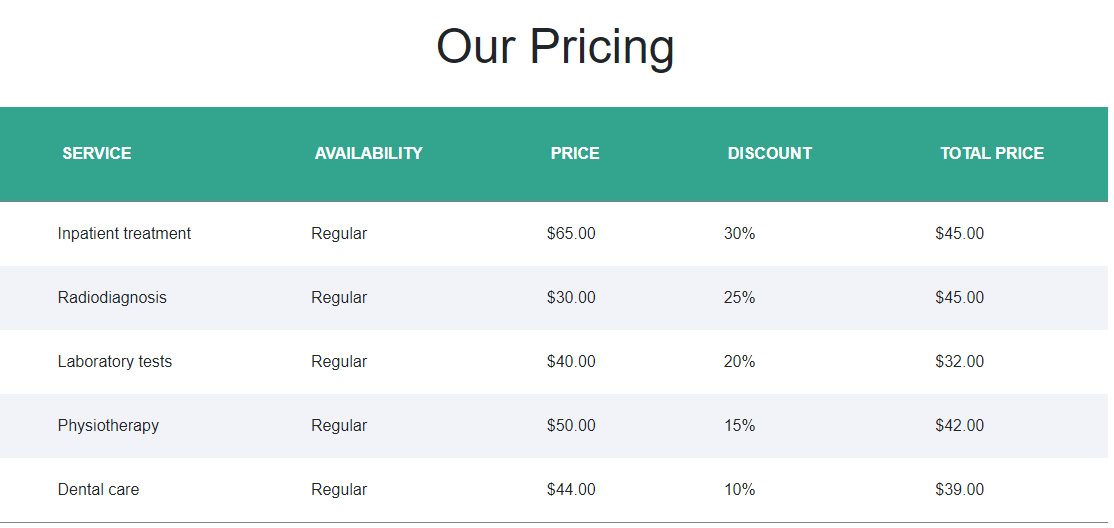 Our Pricing
SERVICE AVAILABILITY PRICE DISCOUNT TOTAL PRICE
Inpatient treatment Regular $65.00 30% $45.00
Radiodiagnosis Regular $30.00 25% $45.00
Laboratory tests Regular $40.00 20% $32.00
Physiotherapy Regular $50.00 15% $42.00
Dental care Regular $44.00 10% $39.00